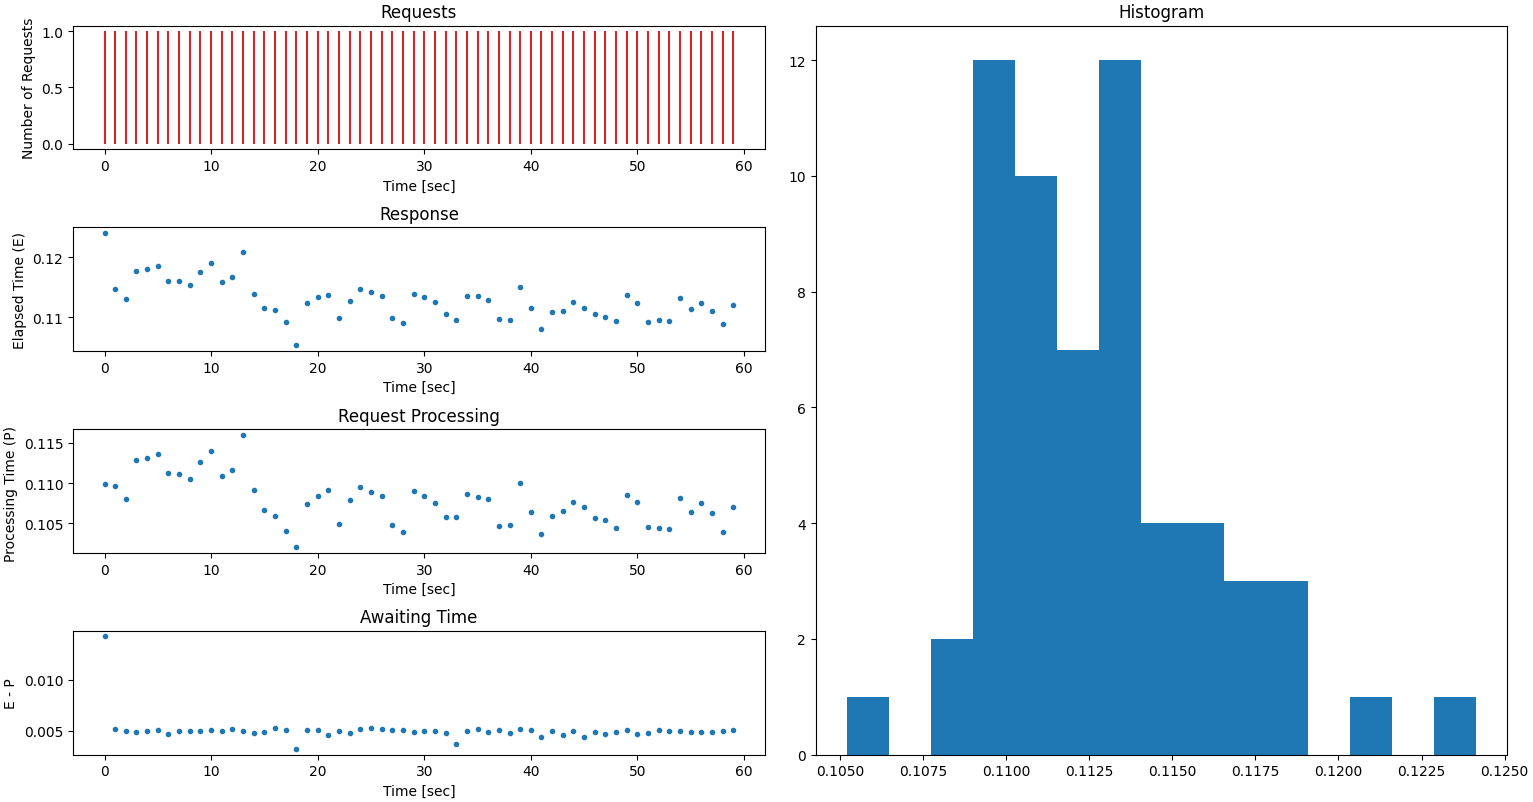 Requests
Number of Requests
1.0
0.5
0.0
0 10 20 30 40 50 60
Time [sec]
Response
Elapsed Time (E)
0.12
0.11
0 10 20 30 40 50 60
Time [sec]
Request Processing
Processing Time (P)
0.115
0.110
0.105
0 10 20 30 40 50 60
Time [sec]
Awaiting Time
E - P
0.010
0.005
0 10 20 30 40 50 60
Time [sec]
Histogram
12
10
8
6
4
2
0
0.1050 0.1075 0.1100 0.1125 0.1150 0.1175 0.1200 0.1225 0.1250